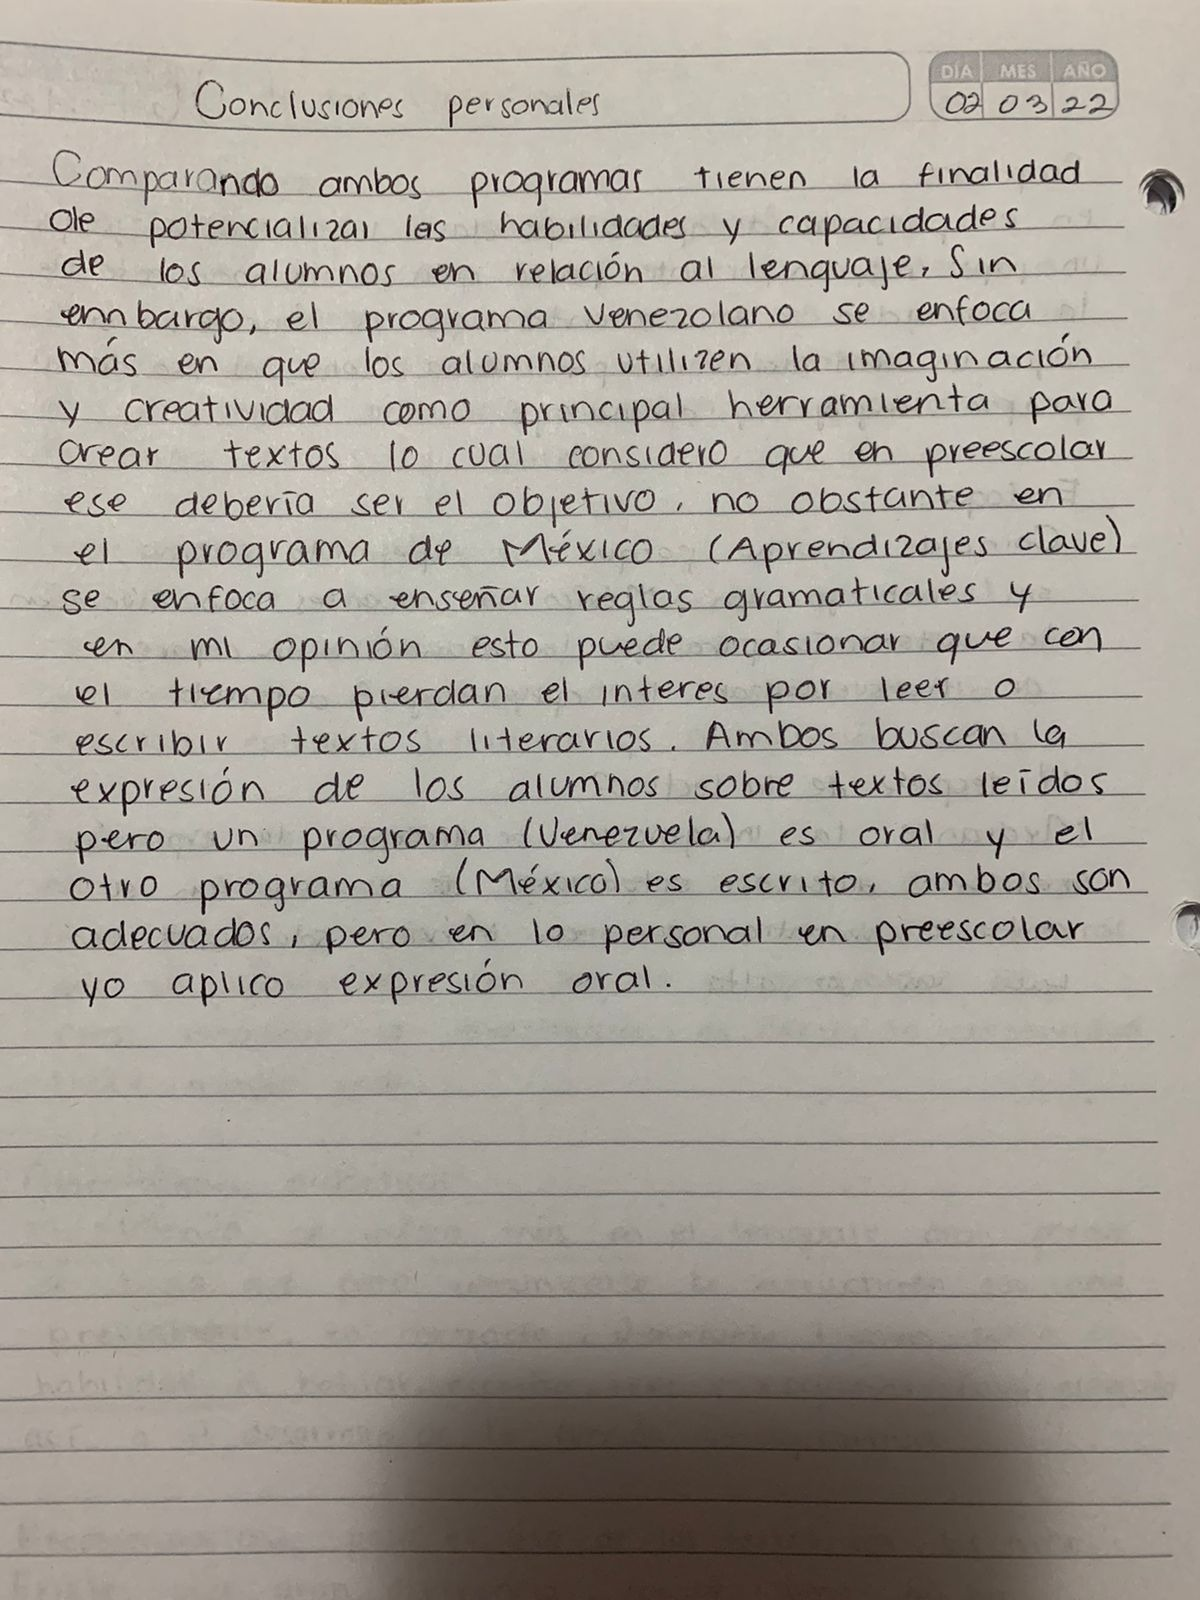 Conclusiones personales
DÍA MES AÑO
02 03 22
Comparando ambos programas tienen la finalidad
de potencializar las habilidades y capacidades
de los alumnos en relación al lenguaje. Sin
embargo, el programa venezolano se enfoca
más en que los alumnos utilizen la imaginación
y creatividad como principal herramienta para
crear textos lo cual considero que en preescolar
ese debería ser el objetivo, no obstante en
el programa de México (Aprendizajes clave)
se enfoca a enseñar reglas gramaticales y
en mi opinión esto puede ocasionar que con
el tiempo pierdan el interes por leer o
escribir textos literarios. Ambos buscan la
expresión de los alumnos sobre textos leídos
pero un programa (Venezuela) es oral y el
otro programa (México) es escrito, ambos son
adecuados, pero en lo personal en preescolar
yo aplico expresión oral.